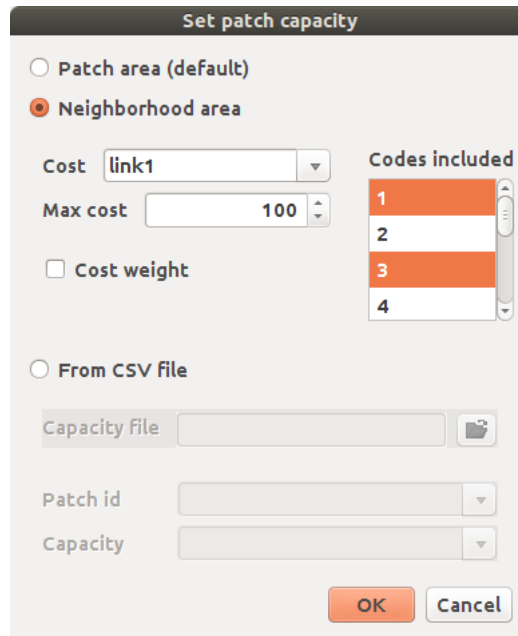 Set patch capacity
Patch area (default)
Neighborhood area
Cost link1
Max cost 100
Cost weight
Codes included
1
2
3
4
From CSV file
Capacity file
Patch id
Capacity
OK Cancel